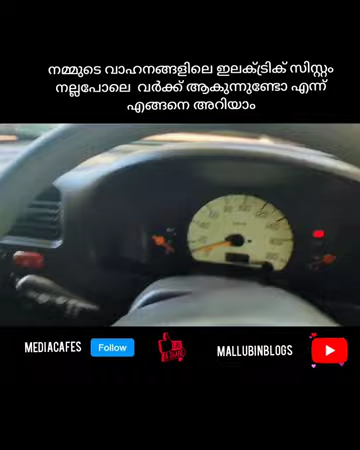 നമ്മുടെ വാഹനങ്ങളിലെ ഇലക്ട്രിക് സിസ്റ്റം
നല്ലപോലെ വർക്ക് ആകുന്നുണ്ടോ എന്ന്
എങ്ങനെ അറിയാം
MEDIACAFES
Follow
MALLUBINBLOGS